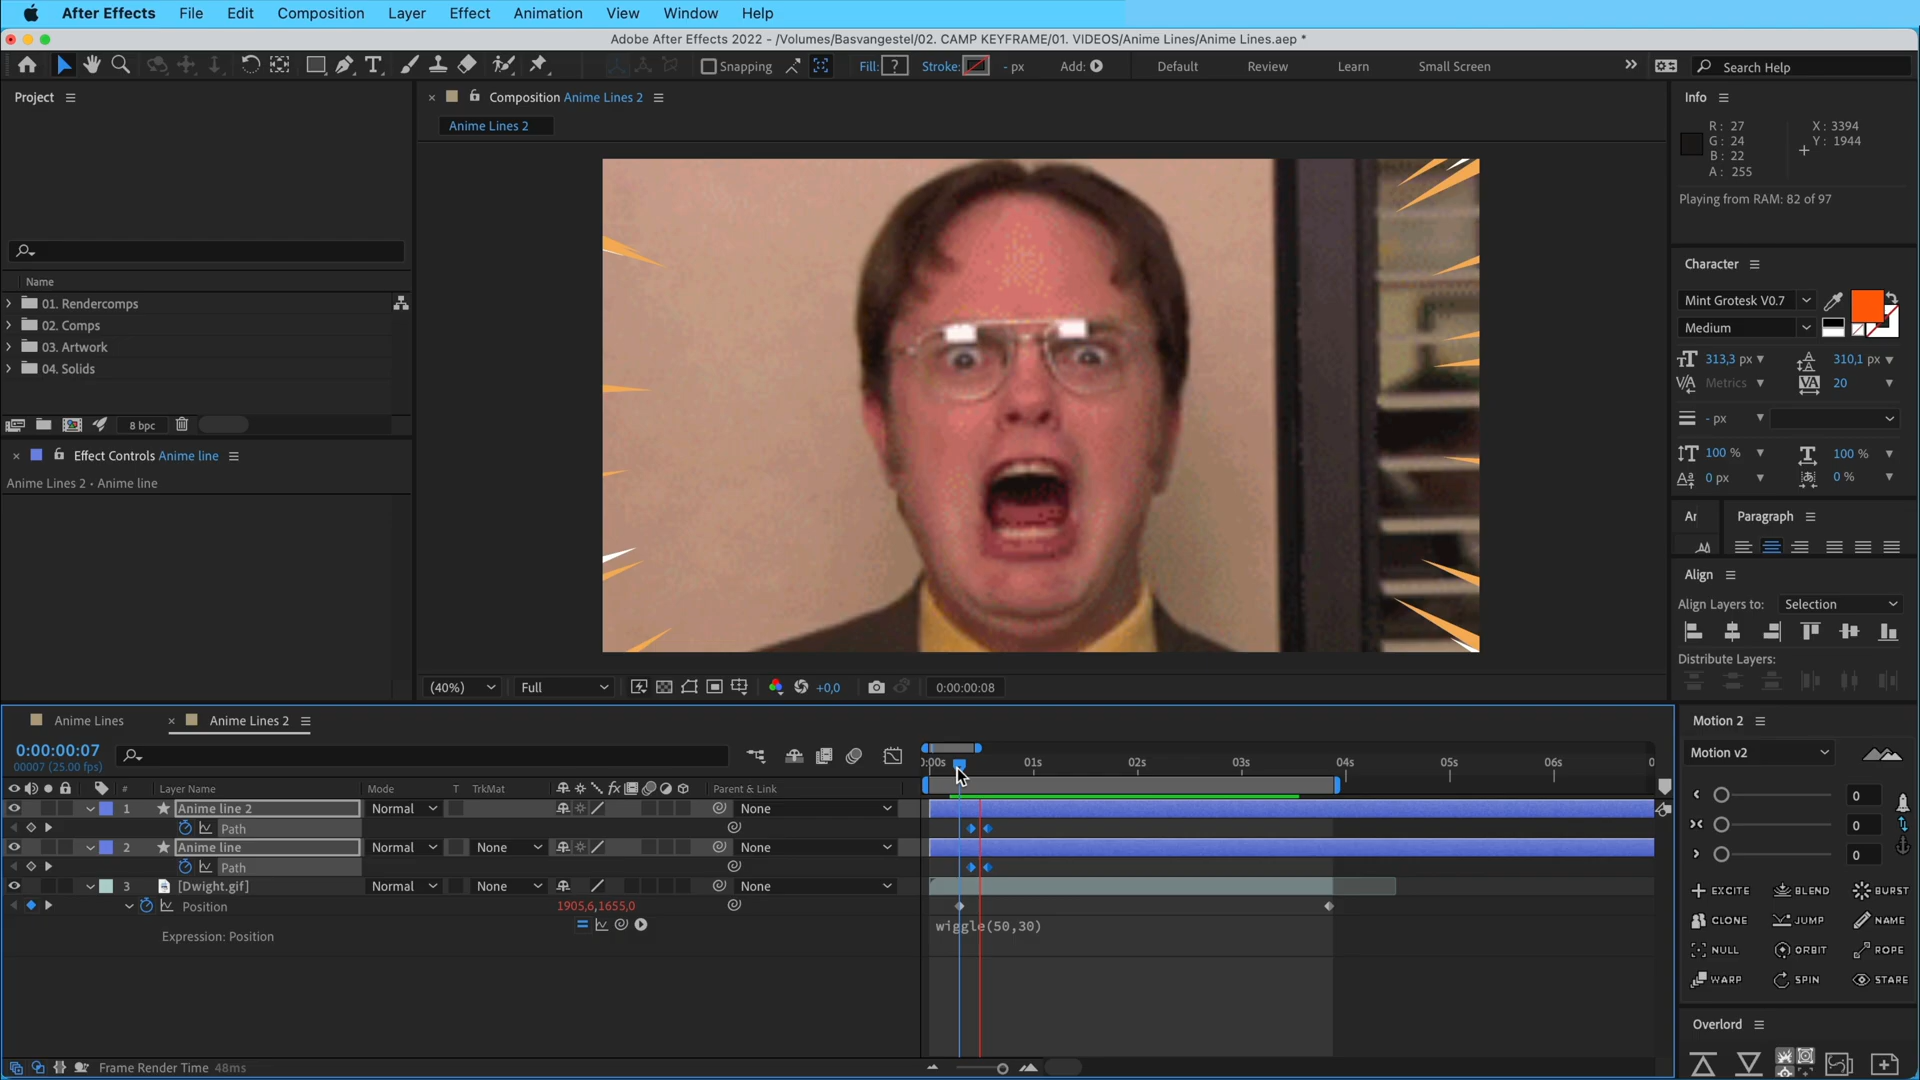 After Effects File Edit Composition Layer Effect Animation View Window Help
Adobe After Effects 2022 - /Volumes/Basvangestel/02. CAMP KEYFRAME/01. VIDEOS/Anime Lines/Anime Lines.aep *
Snapping Fill: ? Stroke: - px Add: Default Review Learn Small Screen Search Help
Project
Name
01. Rendercomps
02. Comps
03. Artwork
04. Solids
8 bpc
Effect Controls Anime line
Anime Lines 2 • Anime line
Composition Anime Lines 2
Anime Lines 2
(40%) Full +0,0 0:00:00:08
Info
R: 27 X: 3394
G: 24 Y: 1944
B: 22
A: 255
Playing from RAM: 82 of 97
Character
Mint Grotesk V0.7
Medium
313,3 px 310,1 px
Metrics 20
- px
100 % 100 %
0 px 0 %
Paragraph
Align
Align Layers to: Selection
Distribute Layers:
Anime Lines Anime Lines 2
0:00:00:07
00007 (25.00 fps)
01s 02s 03s 04s 05s 06s
# Layer Name Mode T TrkMat fx Parent & Link
1 Anime line 2 Normal None
Path
2 Anime line Normal None None
Path
3 [Dwight.gif] Normal None None
Position 1905,6,1655,0
Expression: Position wiggle(50,30)
Frame Render Time 48ms
Motion 2
Motion v2
0
0
0
EXCITE BLEND BURST
CLONE JUMP NAME
NULL ORBIT ROPE
WARP SPIN STARE
Overlord